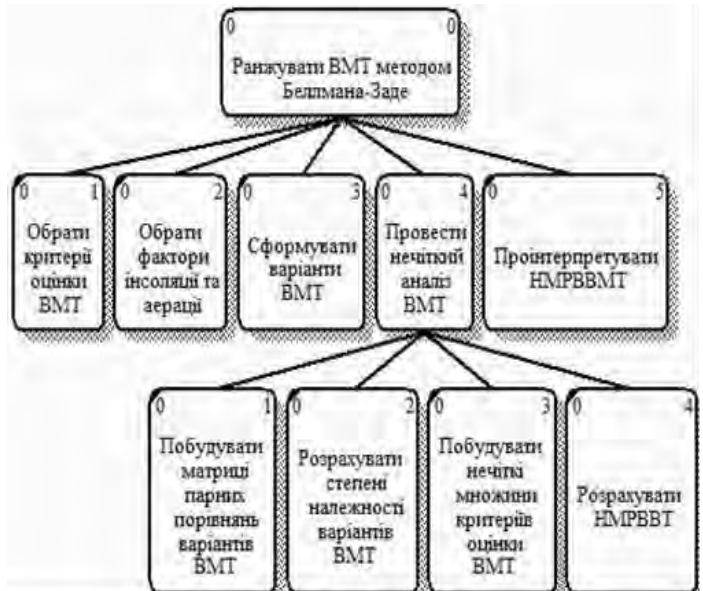 0 0
Ранжувати ВМТ методом
Беллмана-Заде
0 1
Обрати
критерії
оцінки
ВМТ
0 2
Обрати
фактори
інсоляції та
аерації
0 3
Сформувати
варіанти
ВМТ
0 4
Провести
нечіткий
аналіз
ВМТ
0 5
Проінтерпретувати
НМРВВМТ
0 1
Побудувати
матриці
парних
порівнянь
варіантів
ВМТ
0 2
Розрахувати
степені
належності
варіантів
ВМТ
0 3
Побудувати
нечіткі
множини
критеріїв
оцінки
ВМТ
0 4
Розрахувати
НМРВВТ